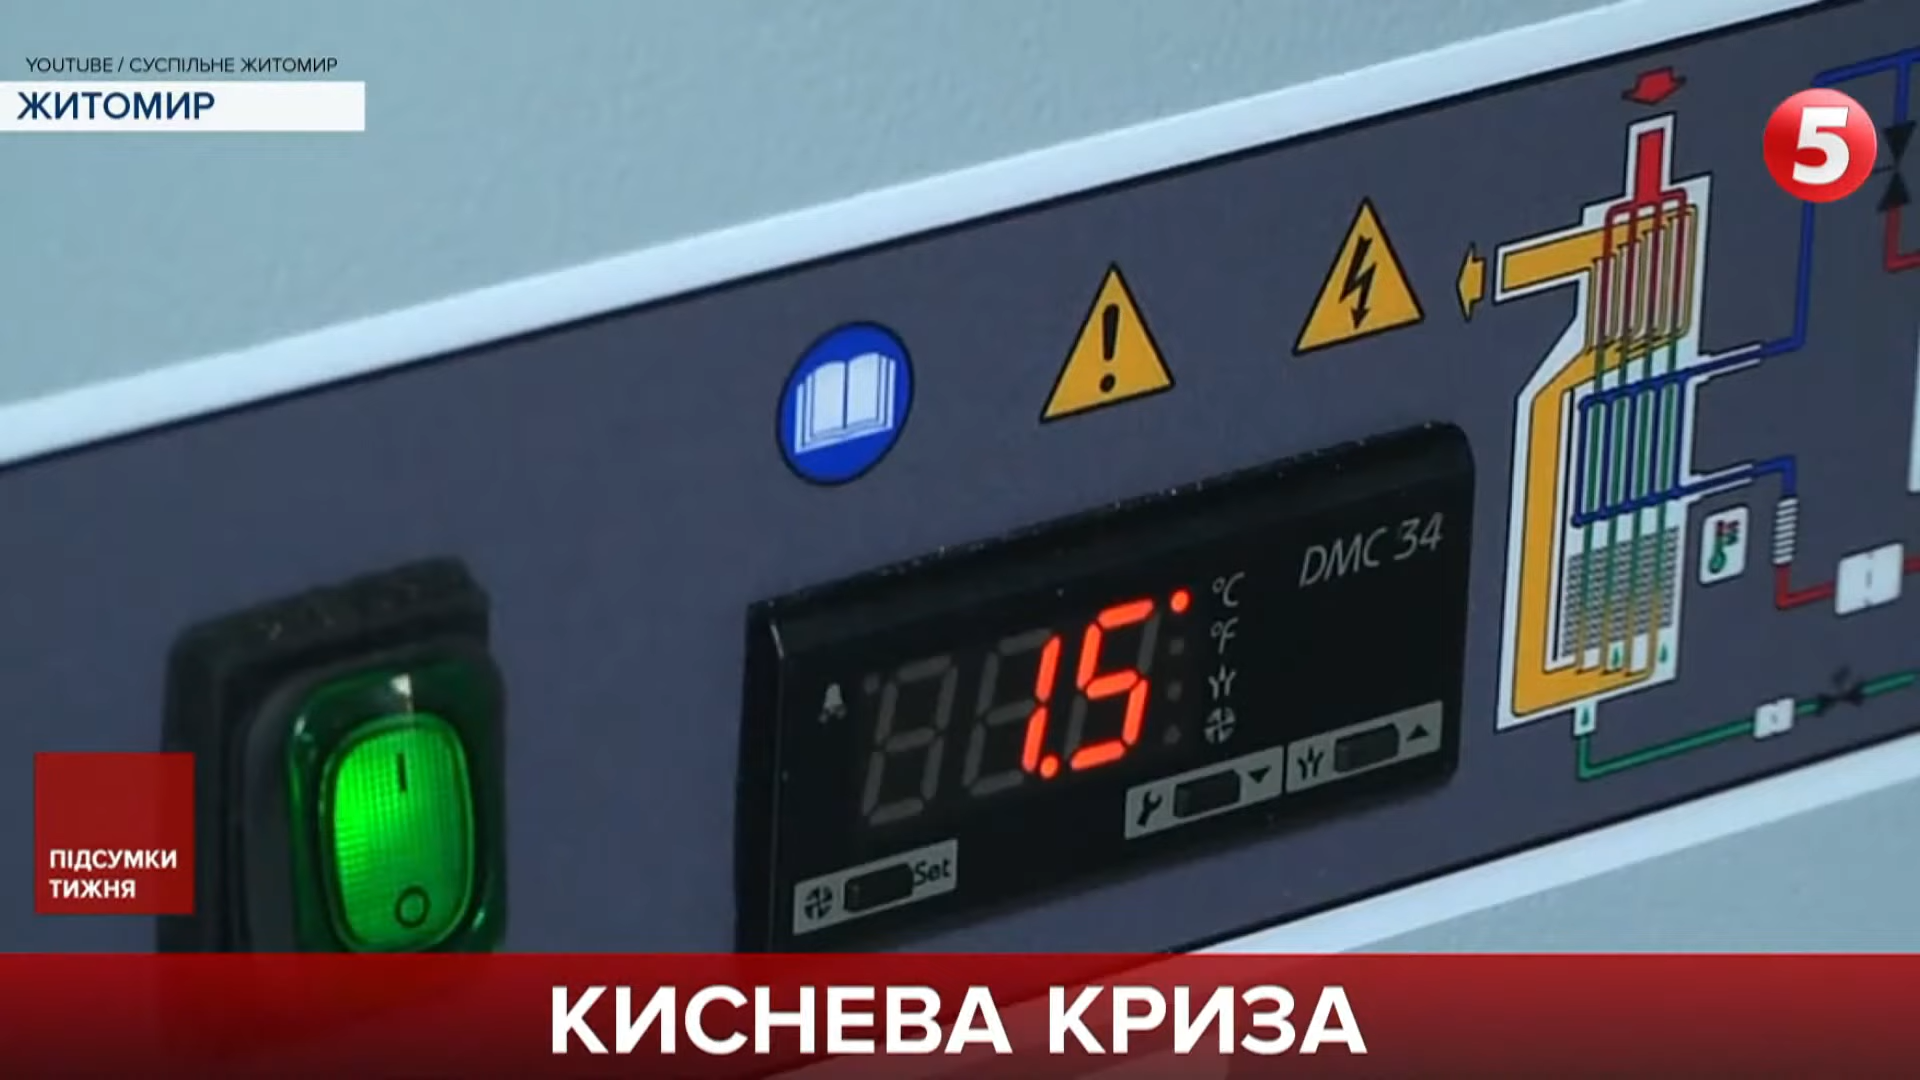 YOUTUBE / СУСПІЛЬНЕ ЖИТОМИР
ЖИТОМИР
5
DMC 34
°C
°F
1.5
Set
ПІДСУМКИ
ТИЖНЯ
КИСНЕВА КРИЗА